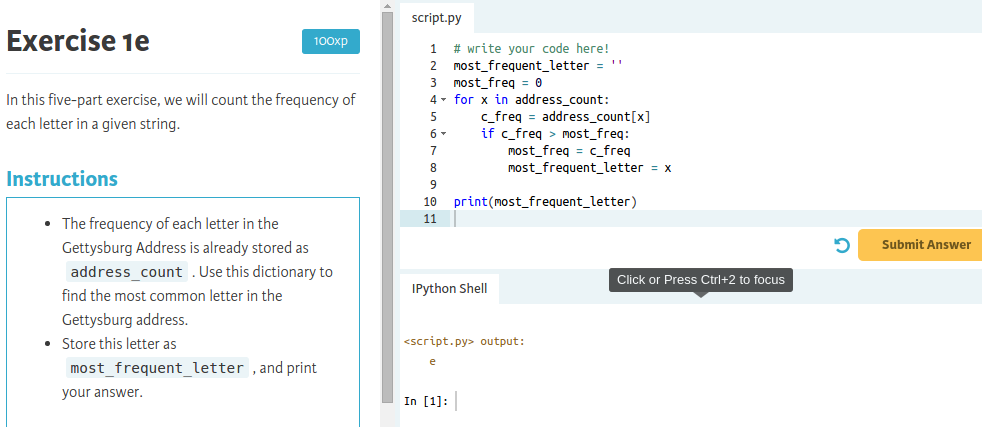 Exercise 1e
100xp
In this five-part exercise, we will count the frequency of
each letter in a given string.
Instructions
• The frequency of each letter in the
Gettysburg Address is already stored as
address_count . Use this dictionary to
find the most common letter in the
Gettysburg address.
• Store this letter as
most_frequent_letter , and print
your answer.
script.py
1 # write your code here!
2 most_frequent_letter = ''
3 most_freq = 0
4 for x in address_count:
5     c_freq = address_count[x]
6     if c_freq > most_freq:
7         most_freq = c_freq
8         most_frequent_letter = x
9
10 print(most_frequent_letter)
11
Submit Answer
IPython Shell
Click or Press Ctrl+2 to focus
<script.py> output:
    e
In [1]: